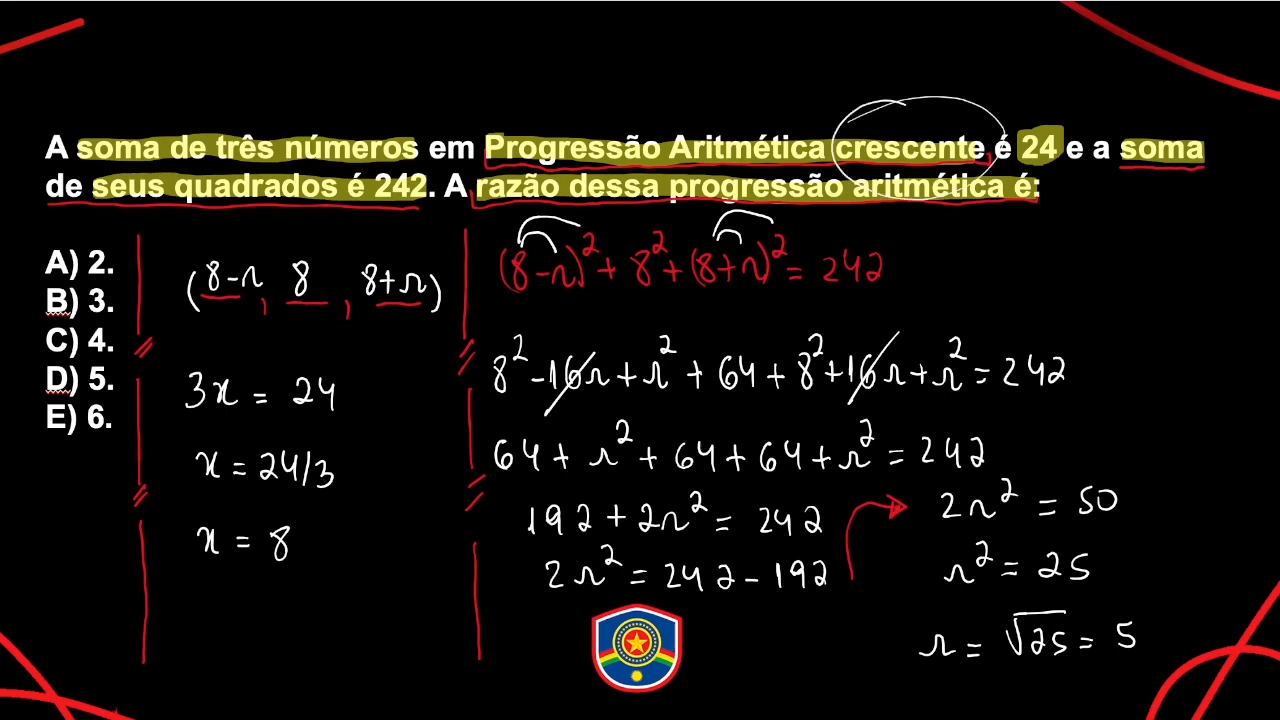 A soma de três números em Progressão Aritmética crescente é 24 e a soma
de seus quadrados é 242. A razão dessa progressão aritmética é:
A) 2.
B) 3.
C) 4.
D) 5.
E) 6.
(8-r, 8, 8+r)
3x = 24
x = 24/3
x = 8
(8-r)² + 8² + (8+r)² = 242
8² - 16r + r² + 64 + 8² + 16r + r² = 242
64 + r² + 64 + 64 + r² = 242
192 + 2r² = 242
2r² = 242 - 192
2r² = 50
r² = 25
r = √25 = 5